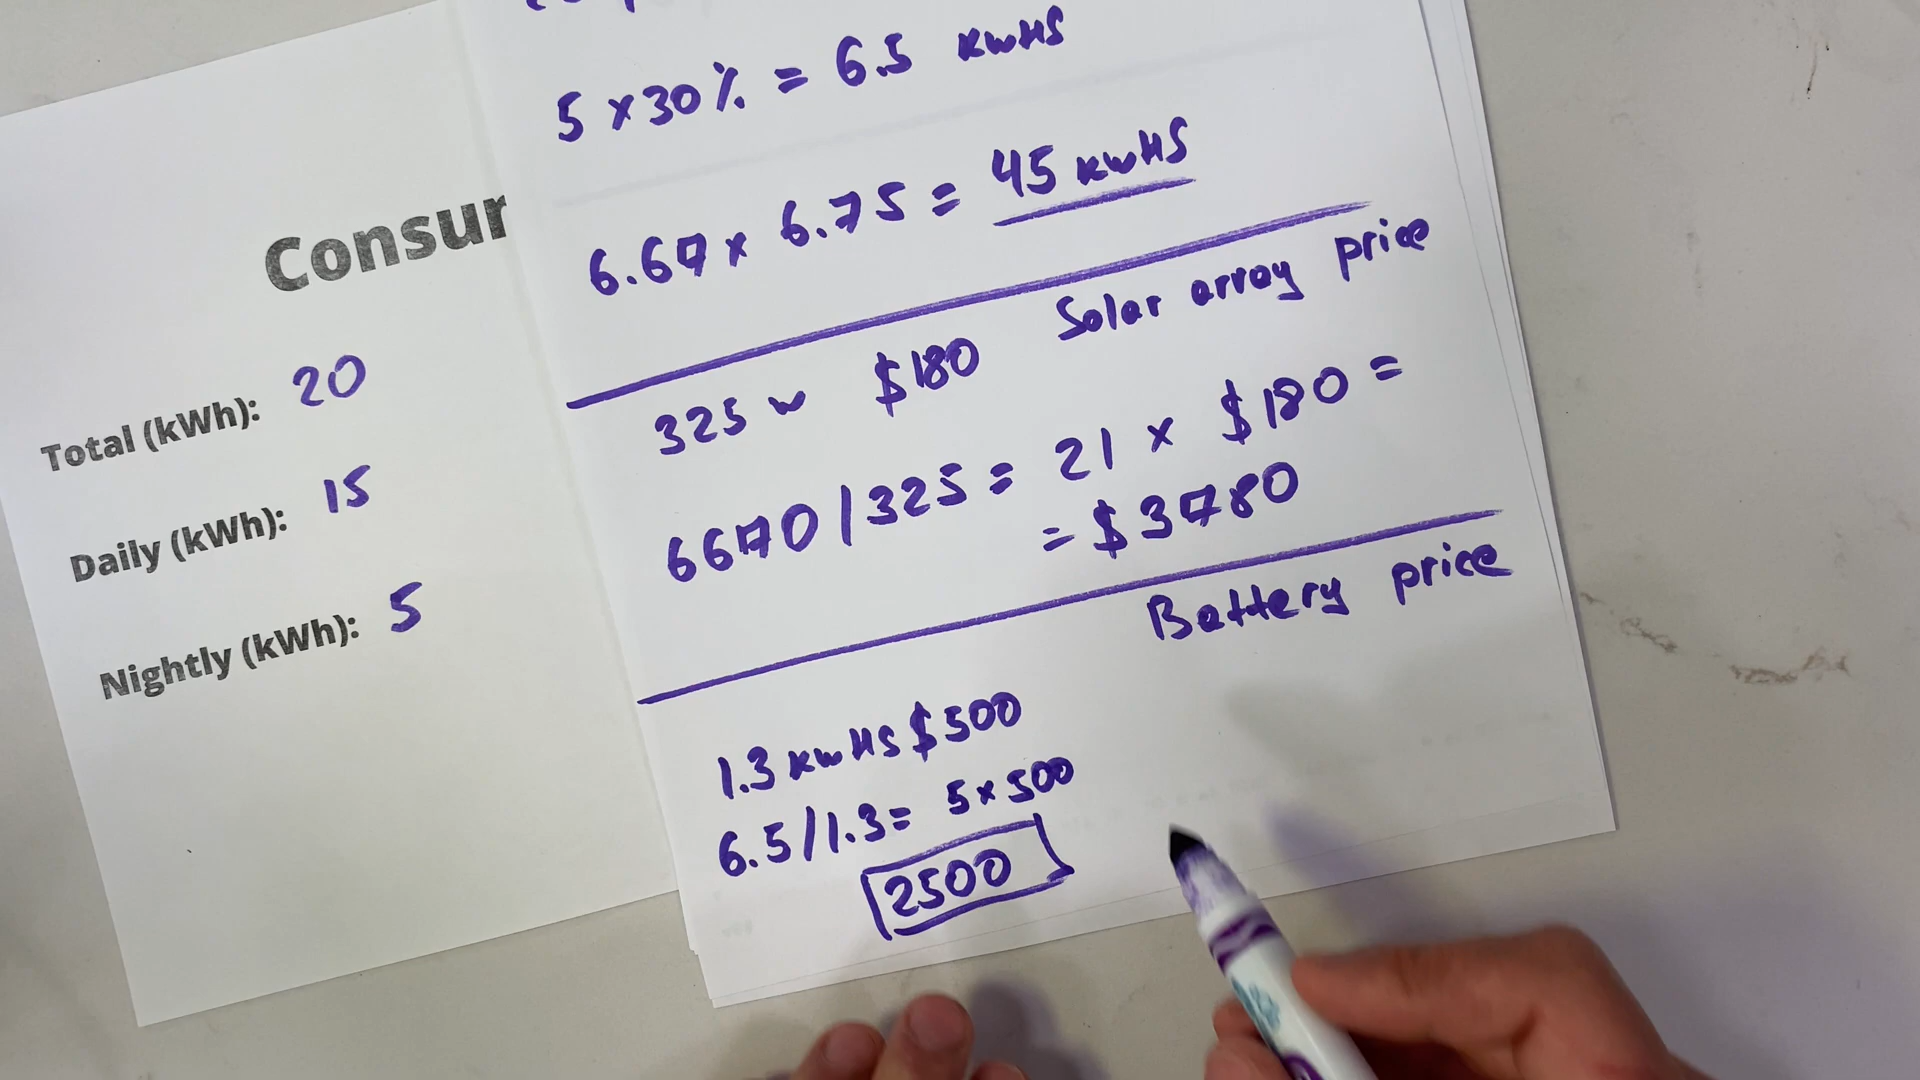 Consum
Total (kWh): 20
Daily (kWh): 15
Nightly (kWh): 5
5 x 30% = 6.5 KWHS
6.67 x 6.75 = 45 KWHS
Solar array price
325 W $180
6670/325 = 21 x $180 =
= $3780
Battery price
1.3 KWHS $500
6.5/1.3 = 5 x 500
2500